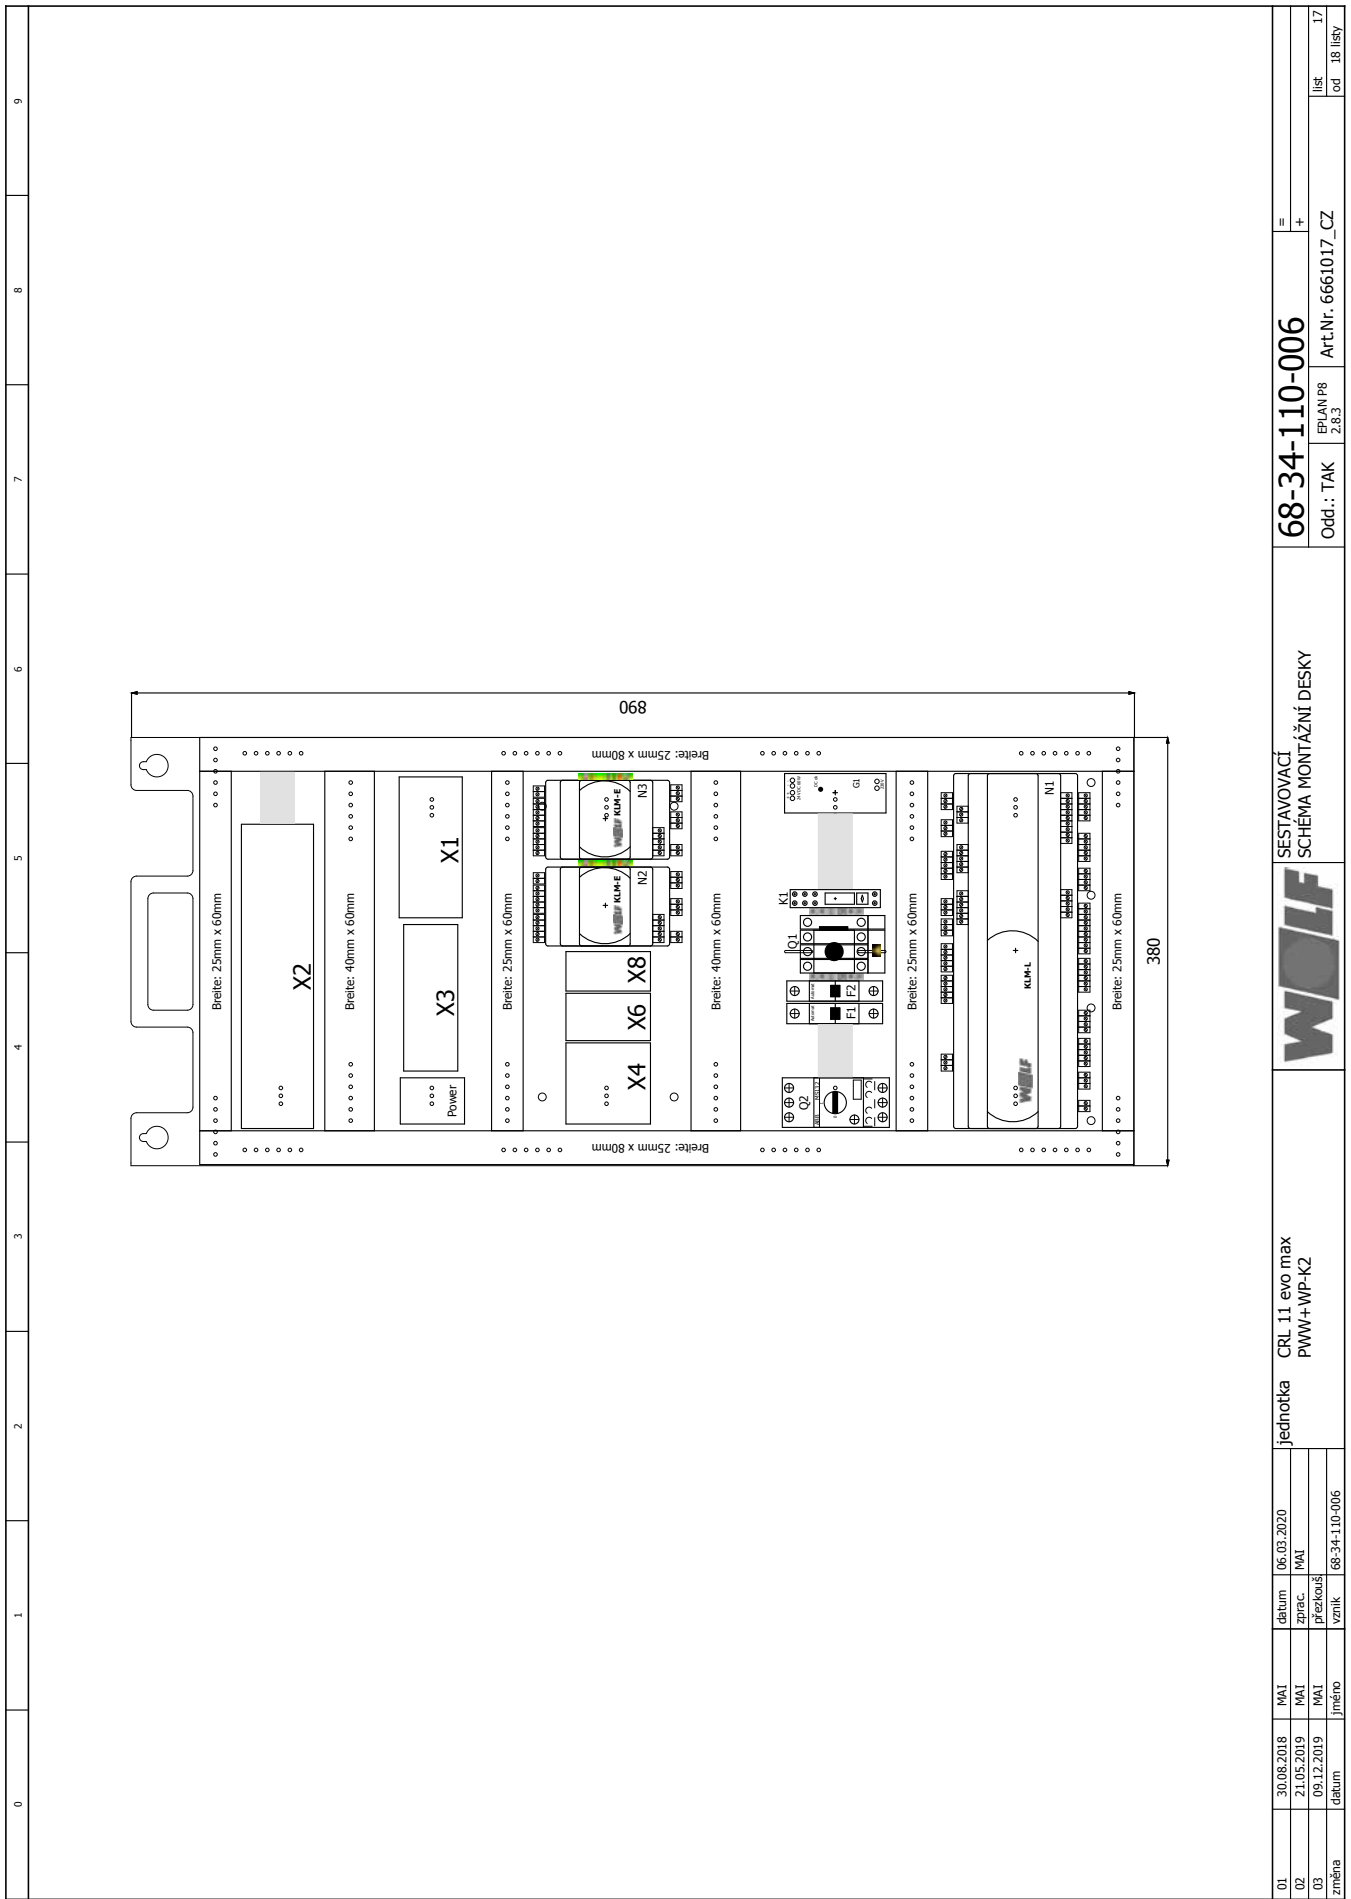 0 1 2 3 4 5 6 7 8 9
Breite: 25mm x 60mm
X2
Breite: 40mm x 60mm
Power
X3
X1
Breite: 25mm x 60mm
X4
X6
X8
WOLF KLM-E
N2
WOLF KLM-E
N3
Breite: 40mm x 60mm
Q2
F1
F2
Q1
K1
G1
Breite: 25mm x 60mm
WOLF
KLM-L
N1
Breite: 25mm x 60mm
Breite: 25mm x 80mm
Breite: 25mm x 80mm
890
380
01 30.08.2018 MAI datum 06.03.2020
02 21.05.2019 MAI zprac. MAI
03 09.12.2019 MAI přezkouš.
změna datum jméno vznik 68-34-110-006
jednotka CRL 11 evo max
PWW+WP-K2
WOLF
SESTAVOVACÍ
SCHÉMA MONTÁŽNÍ DESKY
68-34-110-006
=
+
Odd.: TAK
EPLAN P8
2.8.3
Art.Nr. 6661017_CZ
list 17
od 18 listy